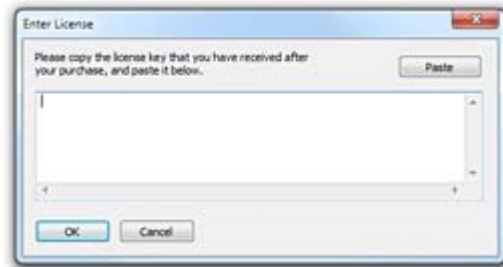 Enter License
Please copy the license key that you have received after
your purchase, and paste it below.
Paste
OK
Cancel